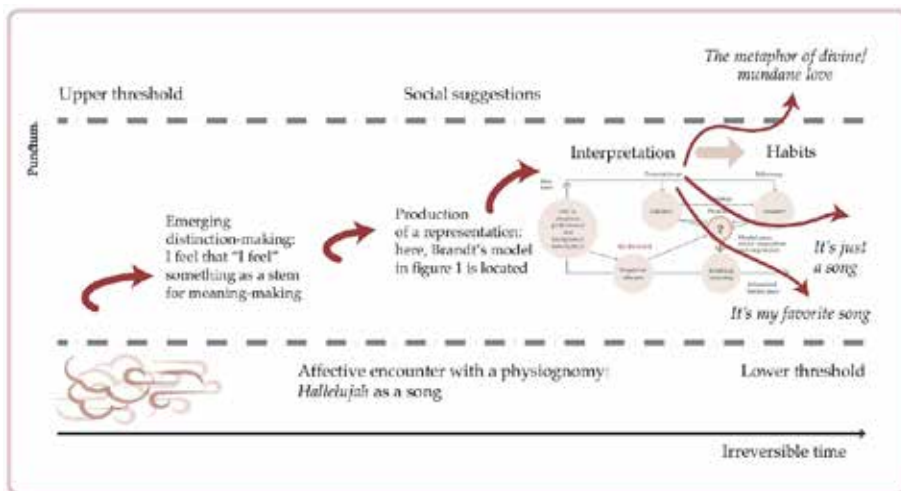 The metaphor of divine/
mundane love
Upper threshold
Social suggestions
Punctum.
Interpretation
Habits
Emerging
distinction-making:
I feel that "I feel"
something as a stem
for meaning-making
Production
of a representation:
here, Brandt's model
in figure 1 is located
?
It's just
a song
It's my favorite song
Affective encounter with a physiognomy:
Hallelujah as a song
Lower threshold
Irreversible time